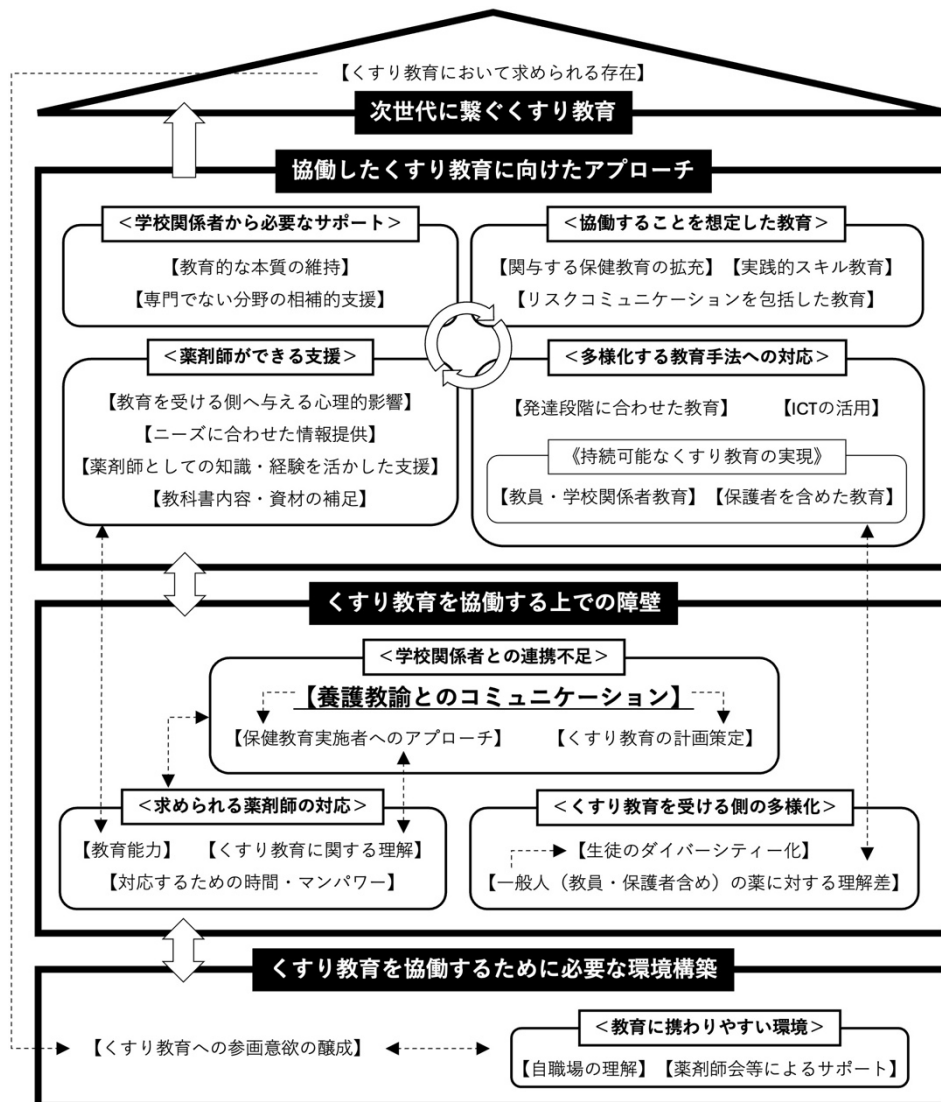 【くすり教育において求められる存在】
次世代に繋ぐくすり教育
協働したくすり教育に向けたアプローチ
＜学校関係者から必要なサポート＞
【教育的な本質の維持】
【専門でない分野の相補的支援】
＜協働することを想定した教育＞
【関与する保健教育の拡充】 【実践的スキル教育】
【リスクコミュニケーションを包括した教育】
＜薬剤師ができる支援＞
【教育を受ける側へ与える心理的影響】
【ニーズに合わせた情報提供】
【薬剤師としての知識・経験を活かした支援】
【教科書内容・資材の補足】
＜多様化する教育手法への対応＞
【発達段階に合わせた教育】 【ICTの活用】
《持続可能なくすり教育の実現》
【教員・学校関係者教育】 【保護者を含めた教育】
くすり教育を協働する上での障壁
＜学校関係者との連携不足＞
【養護教諭とのコミュニケーション】
【保健教育実施者へのアプローチ】 【くすり教育の計画策定】
＜求められる薬剤師の対応＞
【教育能力】 【くすり教育に関する理解】
【対応するための時間・マンパワー】
＜くすり教育を受ける側の多様化＞
【生徒のダイバーシティー化】
【一般人（教員・保護者含め）の薬に対する理解差】
くすり教育を協働するために必要な環境構築
【くすり教育への参画意欲の醸成】
＜教育に携わりやすい環境＞
【自職場の理解】 【薬剤師会等によるサポート】